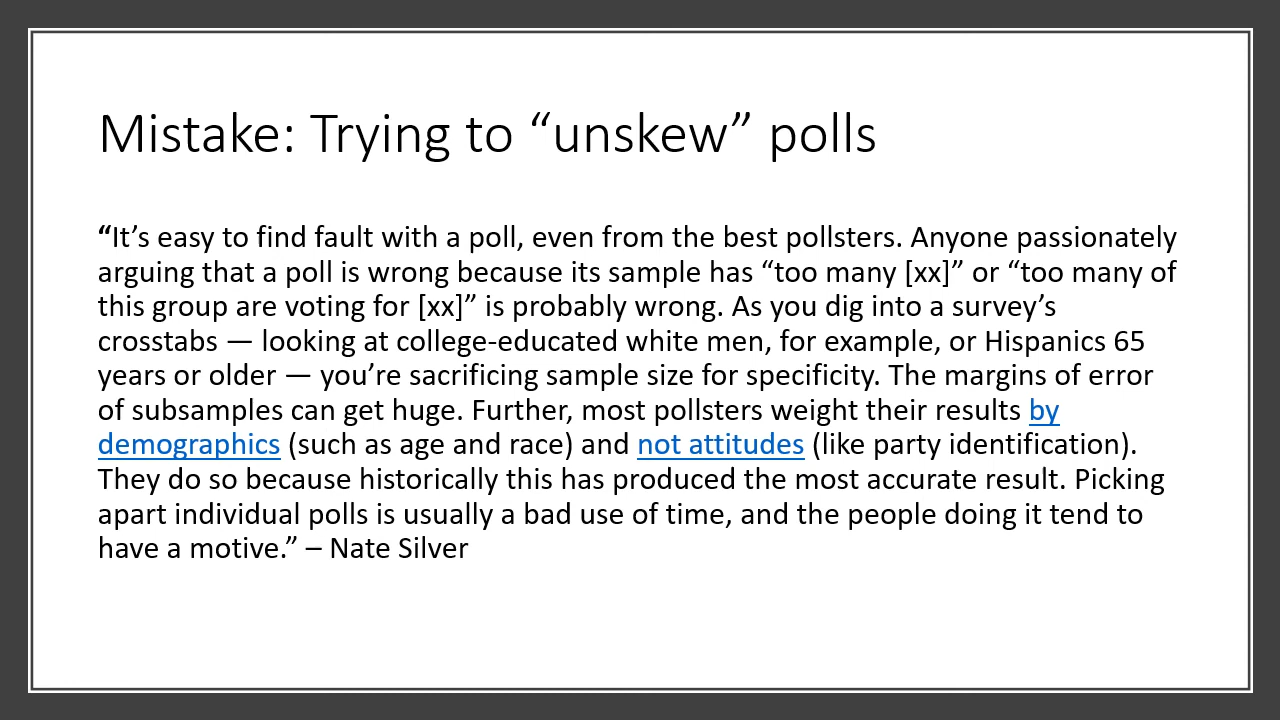 Mistake: Trying to “unskew” polls
“It’s easy to find fault with a poll, even from the best pollsters. Anyone passionately
arguing that a poll is wrong because its sample has “too many [xx]” or “too many of
this group are voting for [xx]” is probably wrong. As you dig into a survey’s
crosstabs — looking at college-educated white men, for example, or Hispanics 65
years or older — you’re sacrificing sample size for specificity. The margins of error
of subsamples can get huge. Further, most pollsters weight their results by
demographics (such as age and race) and not attitudes (like party identification).
They do so because historically this has produced the most accurate result. Picking
apart individual polls is usually a bad use of time, and the people doing it tend to
have a motive.” – Nate Silver